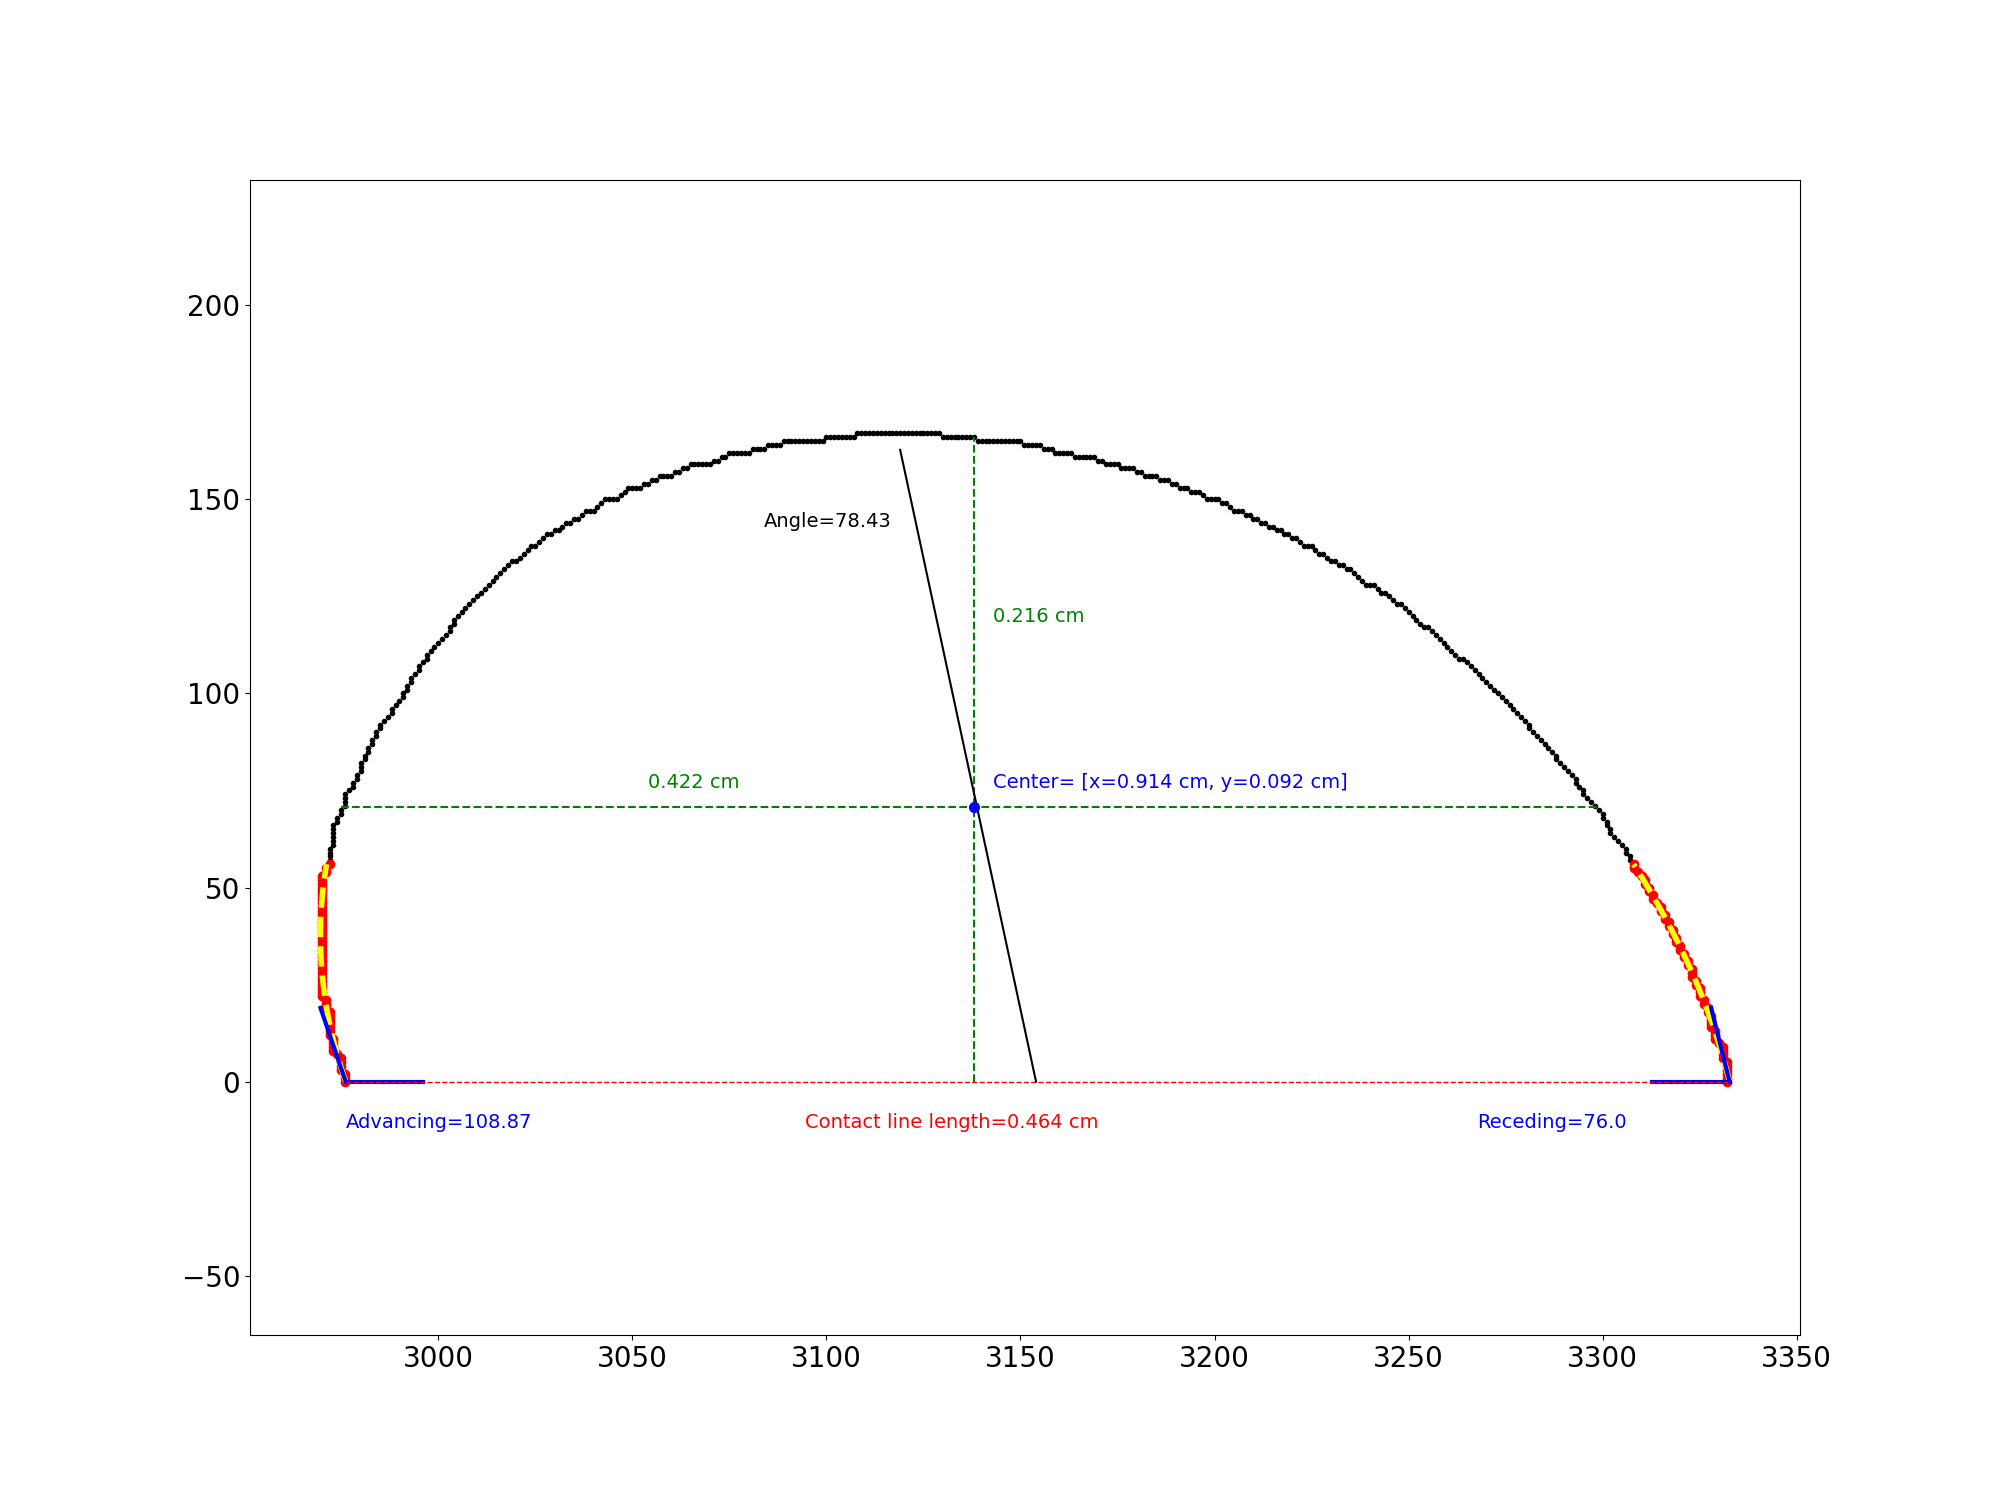 200
150
Angle=78.43
0.216 cm
100
0.422 cm
Center= [x=0.914 cm, y=0.092 cm]
50
0
Advancing=108.87
Contact line length=0.464 cm
Receding=76.0
−50
3000
3050
3100
3150
3200
3250
3300
3350